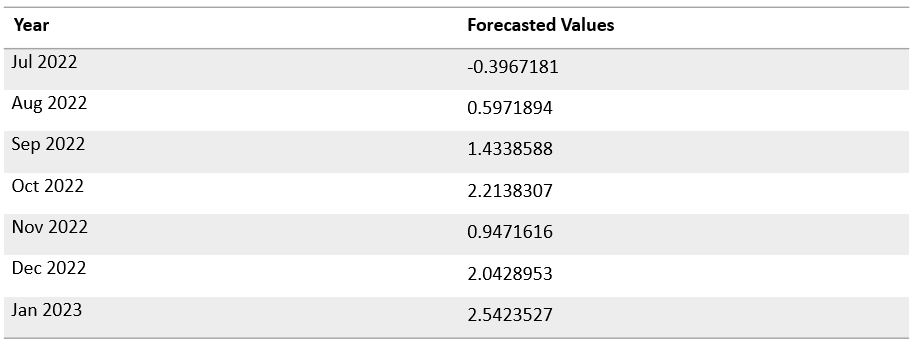 Year Forecasted Values
Jul 2022 -0.3967181
Aug 2022 0.5971894
Sep 2022 1.4338588
Oct 2022 2.2138307
Nov 2022 0.9471616
Dec 2022 2.0428953
Jan 2023 2.5423527